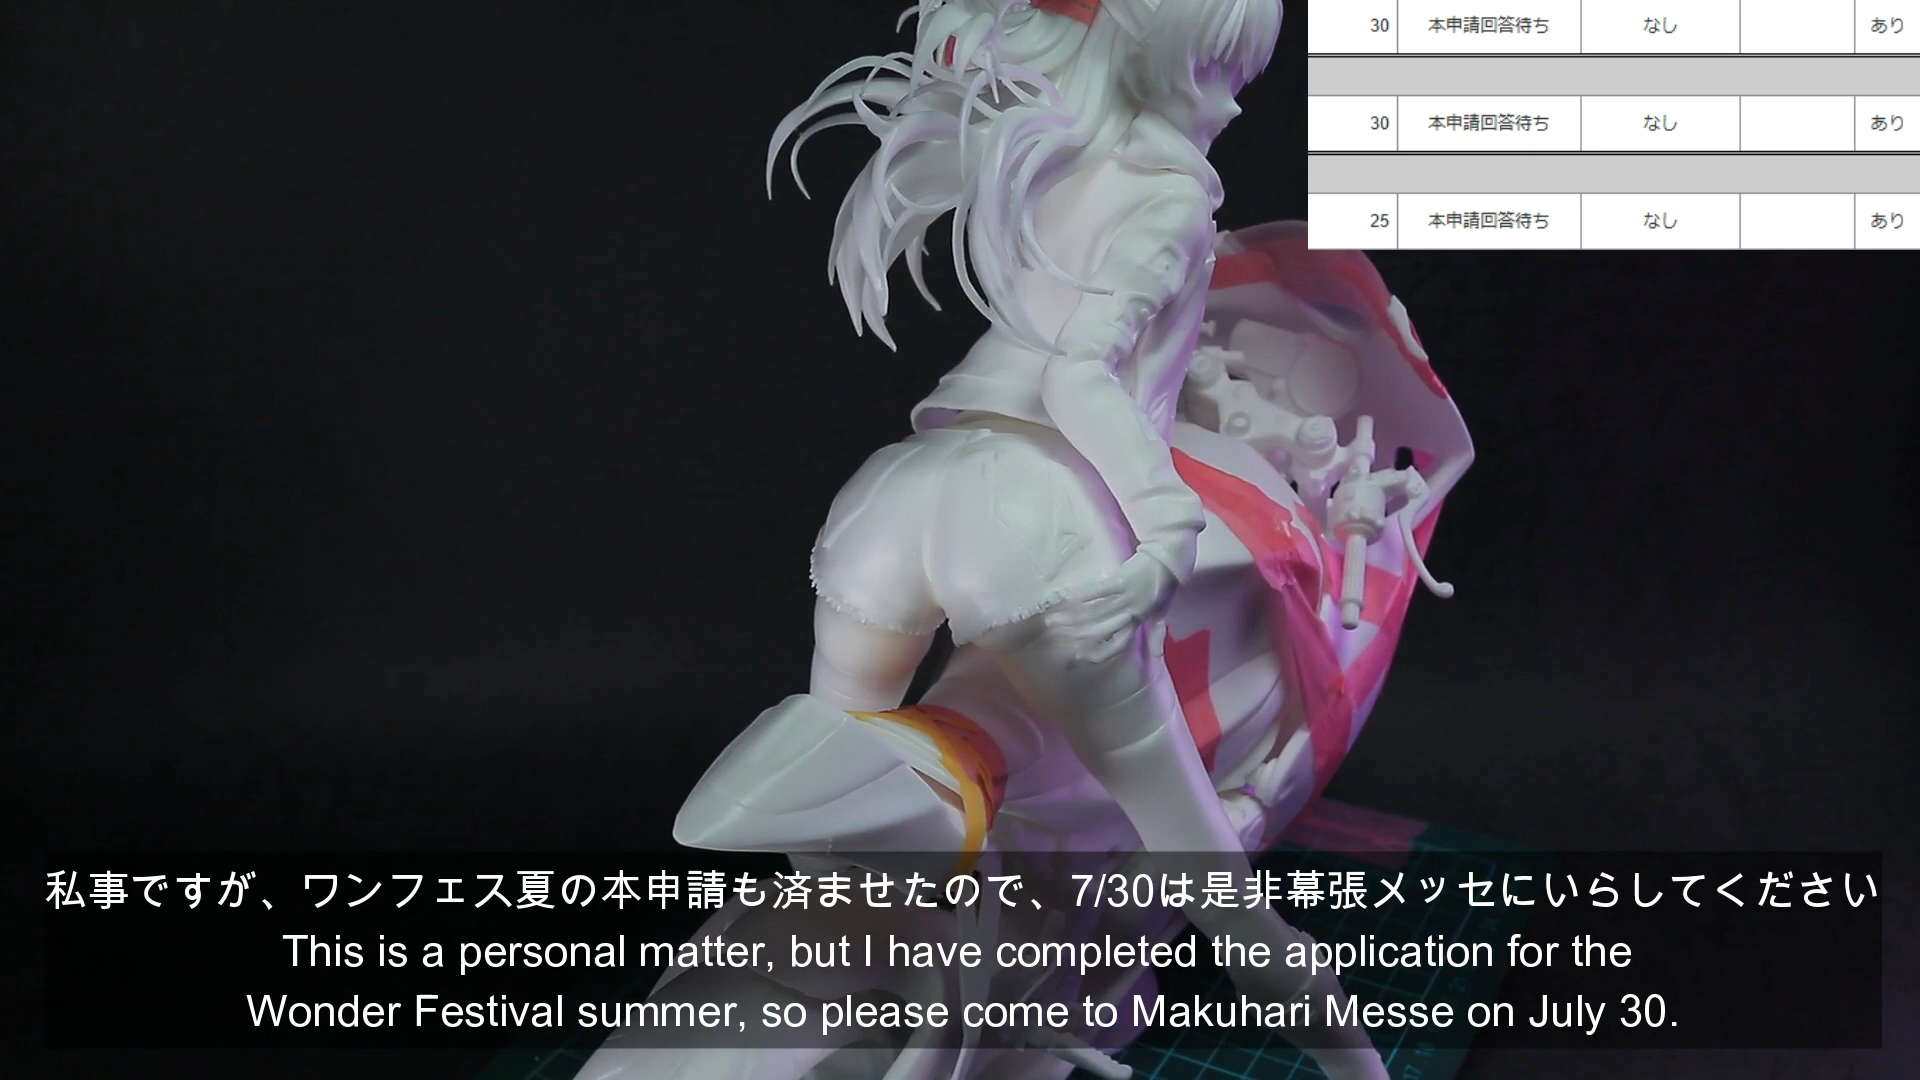 30 本申請回答待ち なし あり
30 本申請回答待ち なし あり
25 本申請回答待ち なし あり
私事ですが、ワンフェス夏の本申請も済ませたので、7/30は是非幕張メッセにいらしてください
This is a personal matter, but I have completed the application for the
Wonder Festival summer, so please come to Makuhari Messe on July 30.